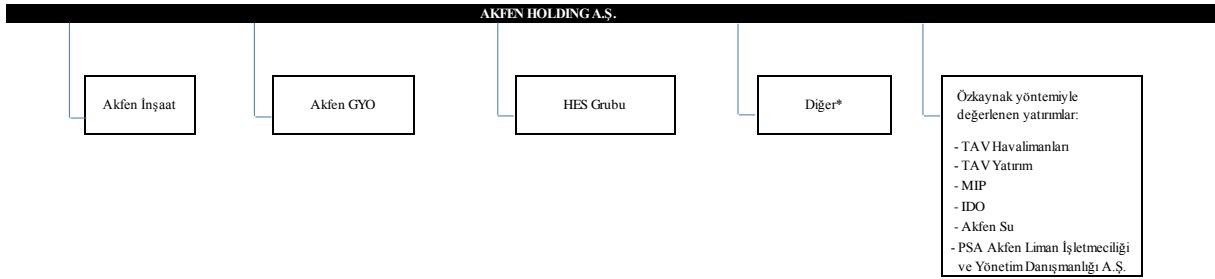 AKFEN HOLDING A.Ş.
Akfen İnşaat
Akfen GYO
HES Grubu
Diğer*
Özkaynak yöntemiyle
değerlenen yatırımlar:
- TAV Havalimanları
- TAV Yatırım
- MIP
- IDO
- Akfen Su
- PSA Akfen Liman İşletmeciliği
ve Yönetim Danışmanlığı A.Ş.